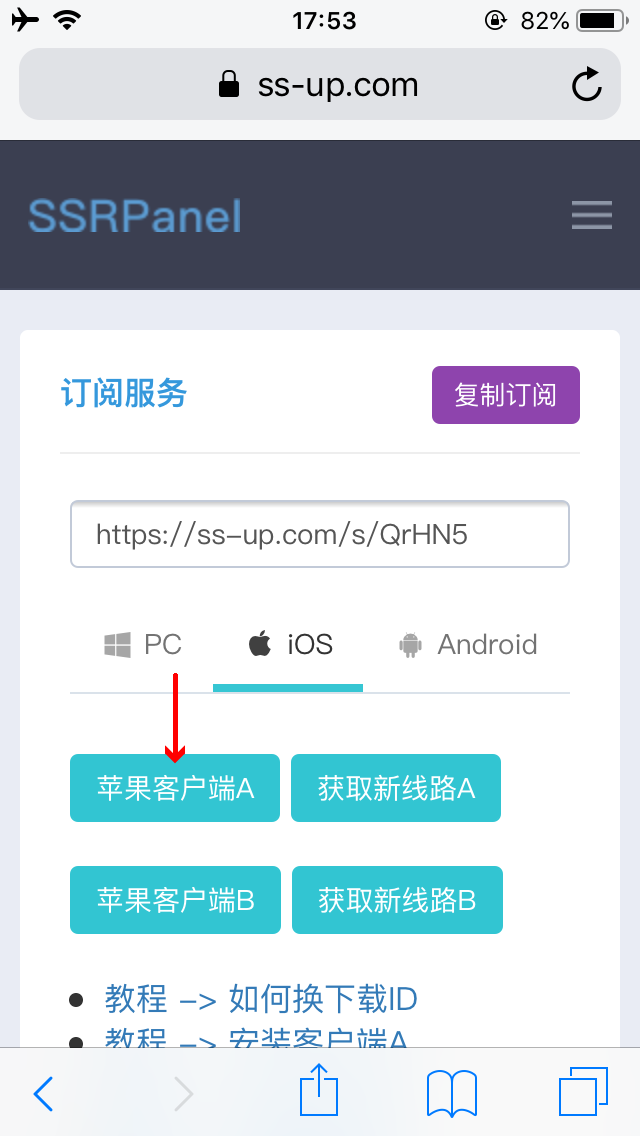 17:53
82%
ss-up.com
SSRPanel
订阅服务
复制订阅
https://ss-up.com/s/QrHN5
PC
iOS
Android
苹果客户端A
获取新线路A
苹果客户端B
获取新线路B
教程 -> 如何换下载ID
教程 -> 安装客户端A